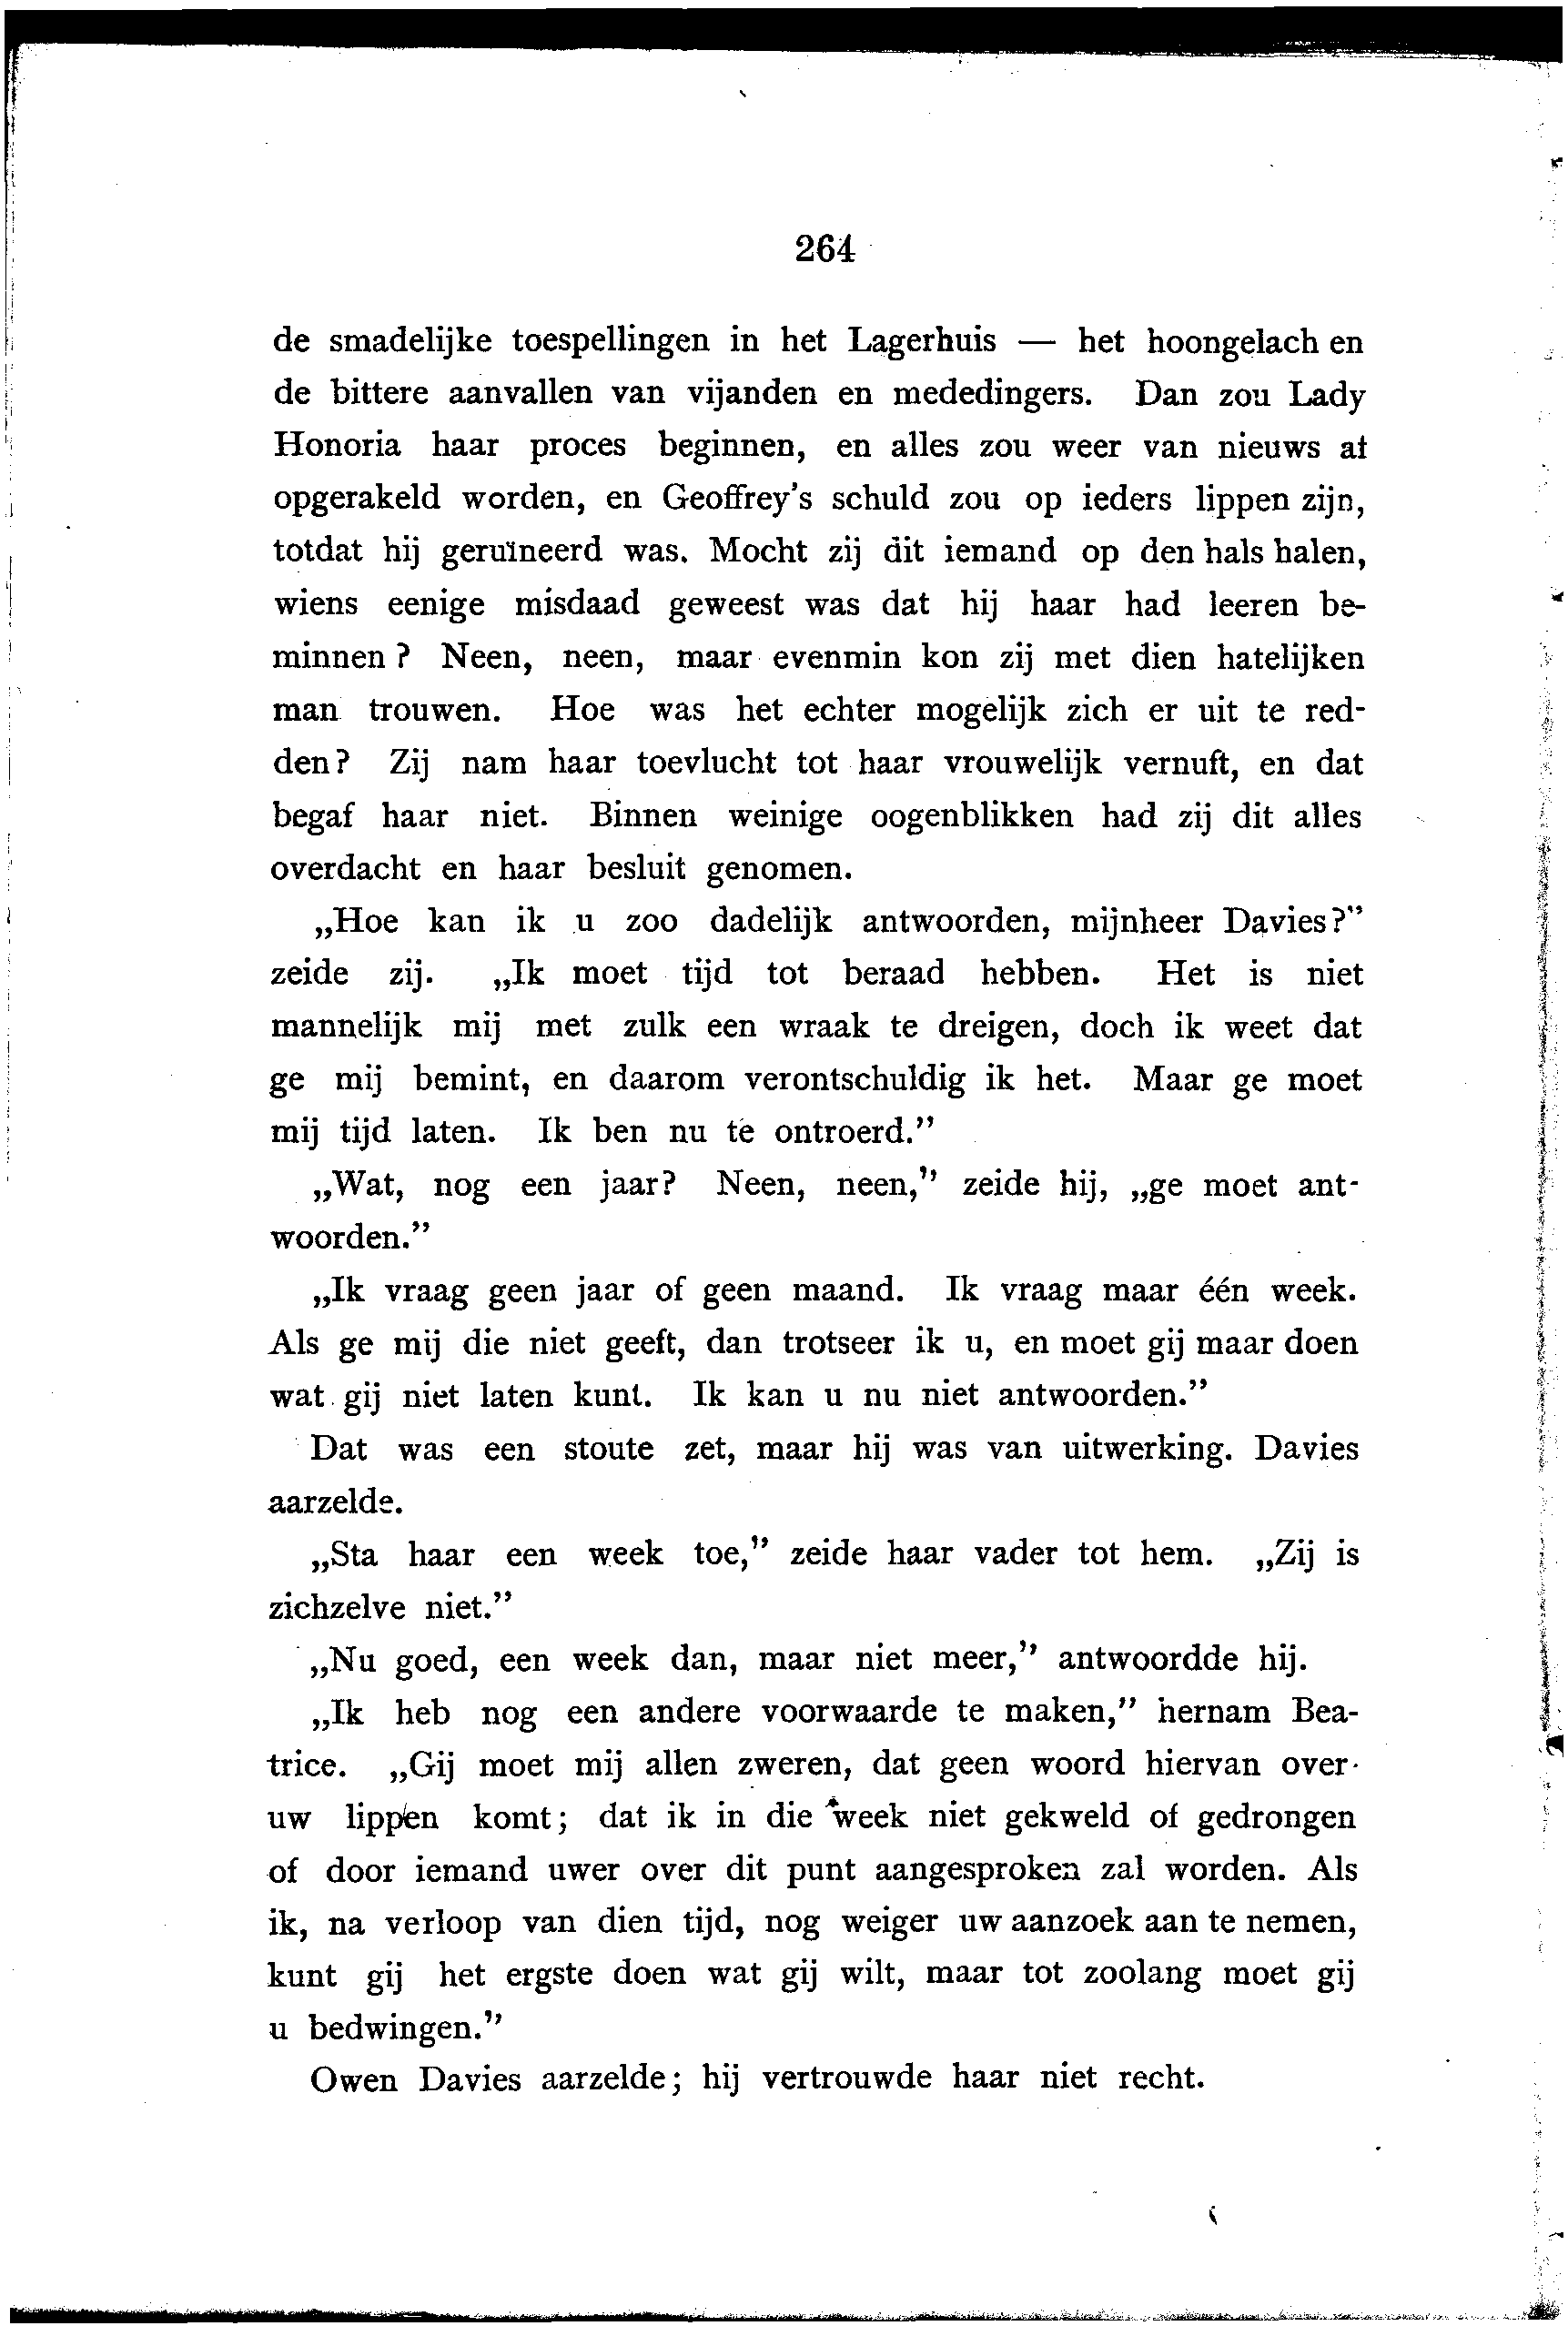 264
de smadelijke toespellingen in het Lagerhuis — het hoongelach en
de bittere aanvallen van vijanden en mededingers. Dan zou Lady
Honoria haar proces beginnen, en alles zou weer van nieuws af
opgerakeld worden, en Geoffrey's schuld zou op ieders lippen zijn,
totdat hij geruïneerd was. Mocht zij dit iemand op den hals halen,
wiens eenige misdaad geweest was dat hij haar had leeren be-
minnen? Neen, neen, maar evenmin kon zij met dien hatelijken
man trouwen. Hoe was het echter mogelijk zich er uit te red-
den? Zij nam haar toevlucht tot haar vrouwelijk vernuft, en dat
begaf haar niet. Binnen weinige oogenblikken had zij dit alles
overdacht en haar besluit genomen.
„Hoe kan ik u zoo dadelijk antwoorden, mijnheer Davies?”
zeide zij. „Ik moet tijd tot beraad hebben. Het is niet
mannelijk mij met zulk een wraak te dreigen, doch ik weet dat
ge mij bemint, en daarom verontschuldig ik het. Maar ge moet
mij tijd laten. Ik ben nu te ontroerd.”
„Wat, nog een jaar? Neen, neen,” zeide hij, „ge moet ant-
woorden.”
„Ik vraag geen jaar of geen maand. Ik vraag maar één week.
Als ge mij die niet geeft, dan trotseer ik u, en moet gij maar doen
wat gij niet laten kunt. Ik kan u nu niet antwoorden.”
Dat was een stoute zet, maar hij was van uitwerking. Davies
aarzelde.
„Sta haar een week toe,” zeide haar vader tot hem. „Zij is
zichzelve niet.”
„Nu goed, een week dan, maar niet meer,” antwoordde hij.
„Ik heb nog een andere voorwaarde te maken,” hernam Bea-
trice. „Gij moet mij allen zweren, dat geen woord hiervan over
uw lippen komt; dat ik in die week niet gekweld of gedrongen
of door iemand uwer over dit punt aangesproken zal worden. Als
ik, na verloop van dien tijd, nog weiger uw aanzoek aan te nemen,
kunt gij het ergste doen wat gij wilt, maar tot zoolang moet gij
u bedwingen.”
Owen Davies aarzelde; hij vertrouwde haar niet recht.